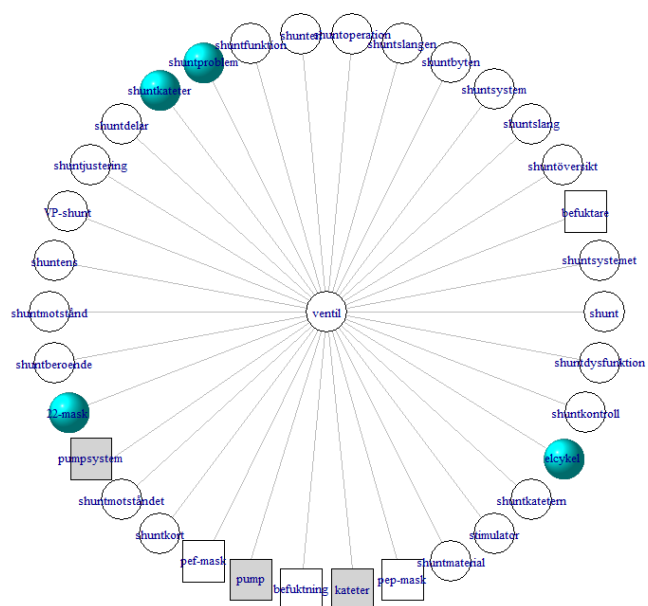 shunten
shuntoperation
shuntfunktion
shuntslangen
shuntproblem
shuntbyten
shuntkateter
shuntsystem
shuntdelar
shuntslang
shuntjustering
shuntöversikt
VP-shunt
befuktare
shuntens
shuntsystemet
shuntmotstånd
ventil
shunt
shuntberoende
shuntdysfunktion
22-mask
shuntkontroll
pumpsystem
elcykel
shuntmotståndet
shuntkatetern
shuntkort
stimulator
pef-mask
shuntmaterial
pump
befuktning
kateter
pep-mask